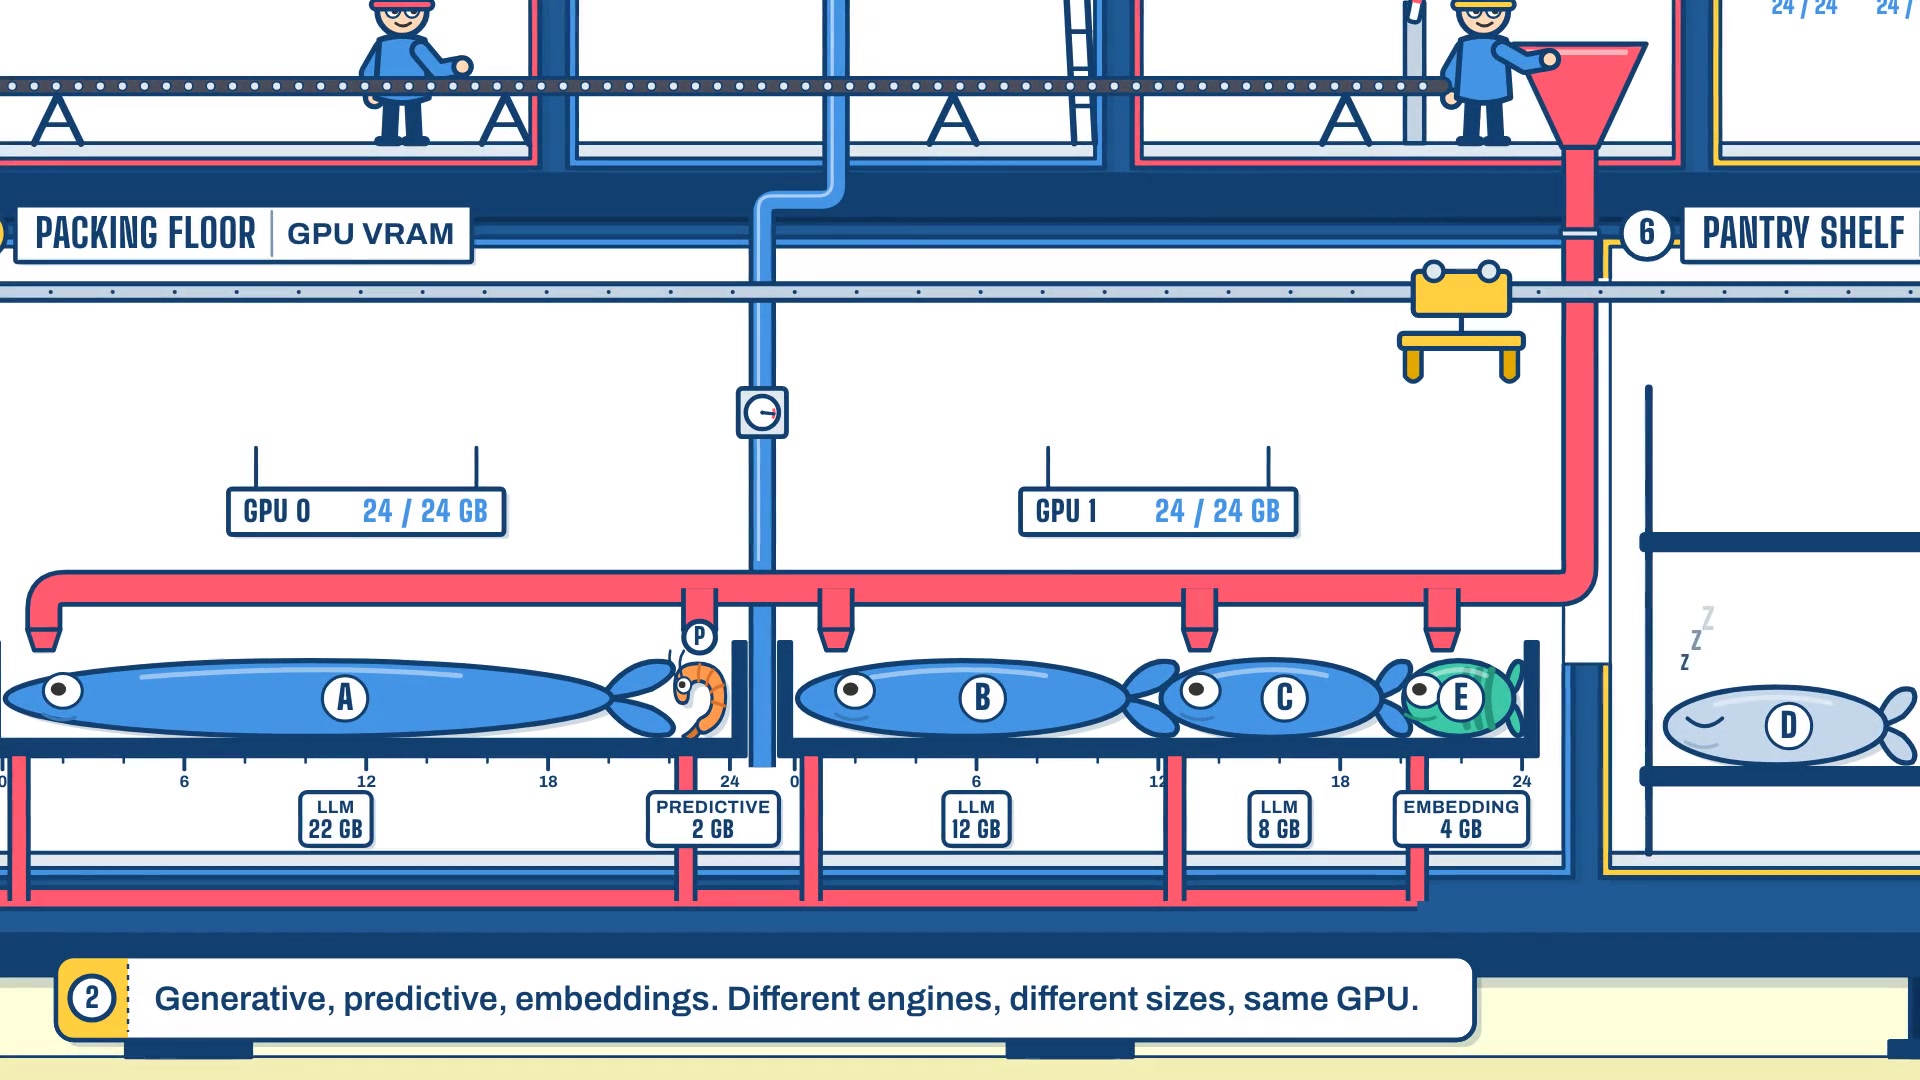 24 / 24
24 /
PACKING FLOOR GPU VRAM
6 PANTRY SHELF
GPU 0 24 / 24 GB
GPU 1 24 / 24 GB
P
A
B
C
E
D
z
z
z
0 6 12 18 24
0 6 12 18 24
LLM
22 GB
PREDICTIVE
2 GB
LLM
12 GB
LLM
8 GB
EMBEDDING
4 GB
2 Generative, predictive, embeddings. Different engines, different sizes, same GPU.